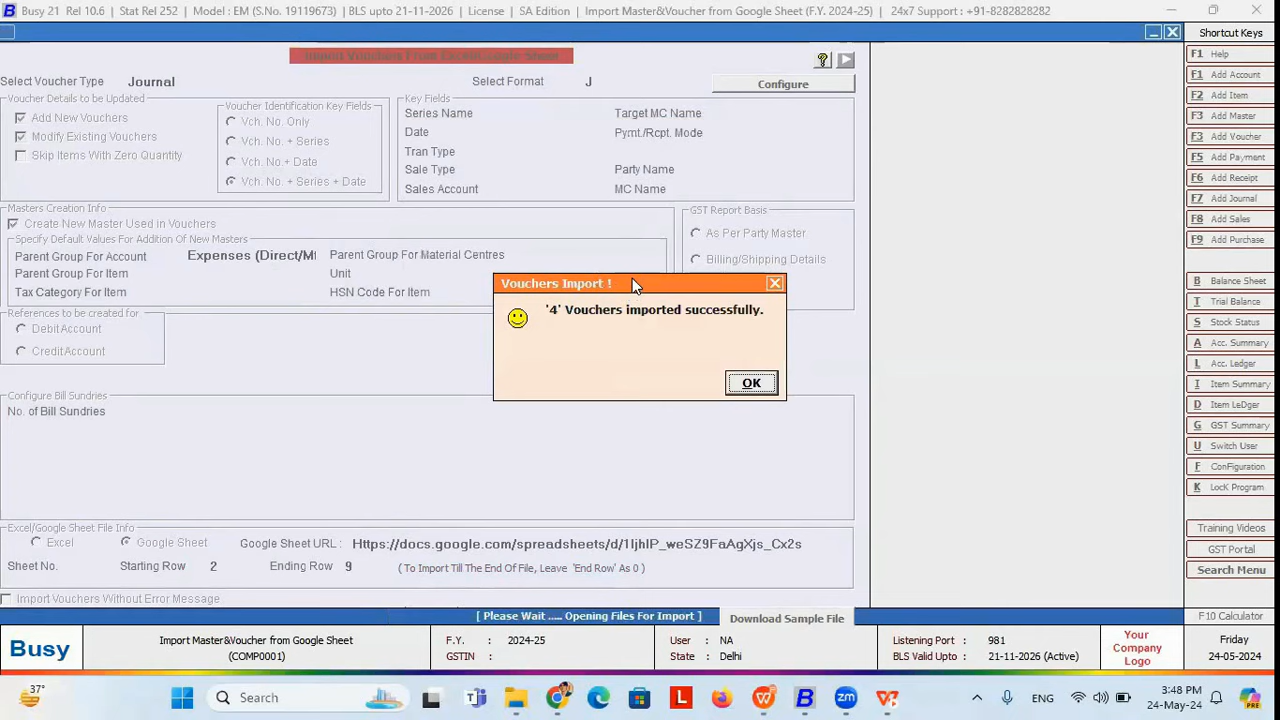 Busy 21 Rel 10.6 | Stat Rel 252 | Model : EM (S.No. 19119673) | BLS upto 21-11-2026 | License | SA Edition | Import Master&Voucher from Google Sheet (F.Y. 2024-25) | 24x7 Support : +91-8282828282
Shortcut Keys
Import Vouchers From Excel/Google Sheet
Select Voucher Type Journal Select Format J
Configure
Voucher Details to be Updated
Add New Vouchers
Modify Existing Vouchers
Skip Items With Zero Quantity
Voucher Identification Key Fields
Vch. No. Only
Vch. No. + Series
Vch. No. + Date
Vch. No. + Series + Date
Key Fields
Series Name Target MC Name
Date Pymt./Rcpt. Mode
Tran Type
Sale Type Party Name
Sales Account MC Name
Masters Creation Info
Create New Master Used in Vouchers
Specify Default Values For Addition Of New Masters
Parent Group For Account Expenses (Direct/Mf Parent Group For Material Centres
Parent Group For Item Unit
Tax Category For Item HSN Code For Item
GST Report Basis
As Per Party Master
Billing/Shipping Details
References to be created for
Debit Account
Credit Account
Vouchers Import !
'4' Vouchers imported successfully.
OK
Configure Bill Sundries
No. of Bill Sundries
Excel/Google Sheet File Info
Excel Google Sheet Google Sheet URL : Https://docs.google.com/spreadsheets/d/1IjhIP_weSZ9FaAgXjs_Cx2s
Sheet No. Starting Row 2 Ending Row 9 ( To Import Till The End Of File, Leave 'End Row' As 0 )
Import Vouchers Without Error Message
[ Please Wait ..... Opening Files For Import ] Download Sample File
F1 Help
F1 Add Account
F2 Add Item
F3 Add Master
F3 Add Voucher
F5 Add Payment
F6 Add Receipt
F7 Add Journal
F8 Add Sales
F9 Add Purchase
B Balance Sheet
T Trial Balance
S Stock Status
A Acc. Summary
L Acc. Ledger
I Item Summary
D Item LeDger
G GST Summary
U Switch User
F Configuration
K LocK Program
Training Videos
GST Portal
Search Menu
F10 Calculator
Busy
Import Master&Voucher from Google Sheet
(COMP0001)
F.Y. : 2024-25
GSTIN :
User : NA
State : Delhi
Listening Port : 981
BLS Valid Upto : 21-11-2026 (Active)
Your
Company
Logo
Friday
24-05-2024
37°
Search
ENG
3:48 PM
24-May-24